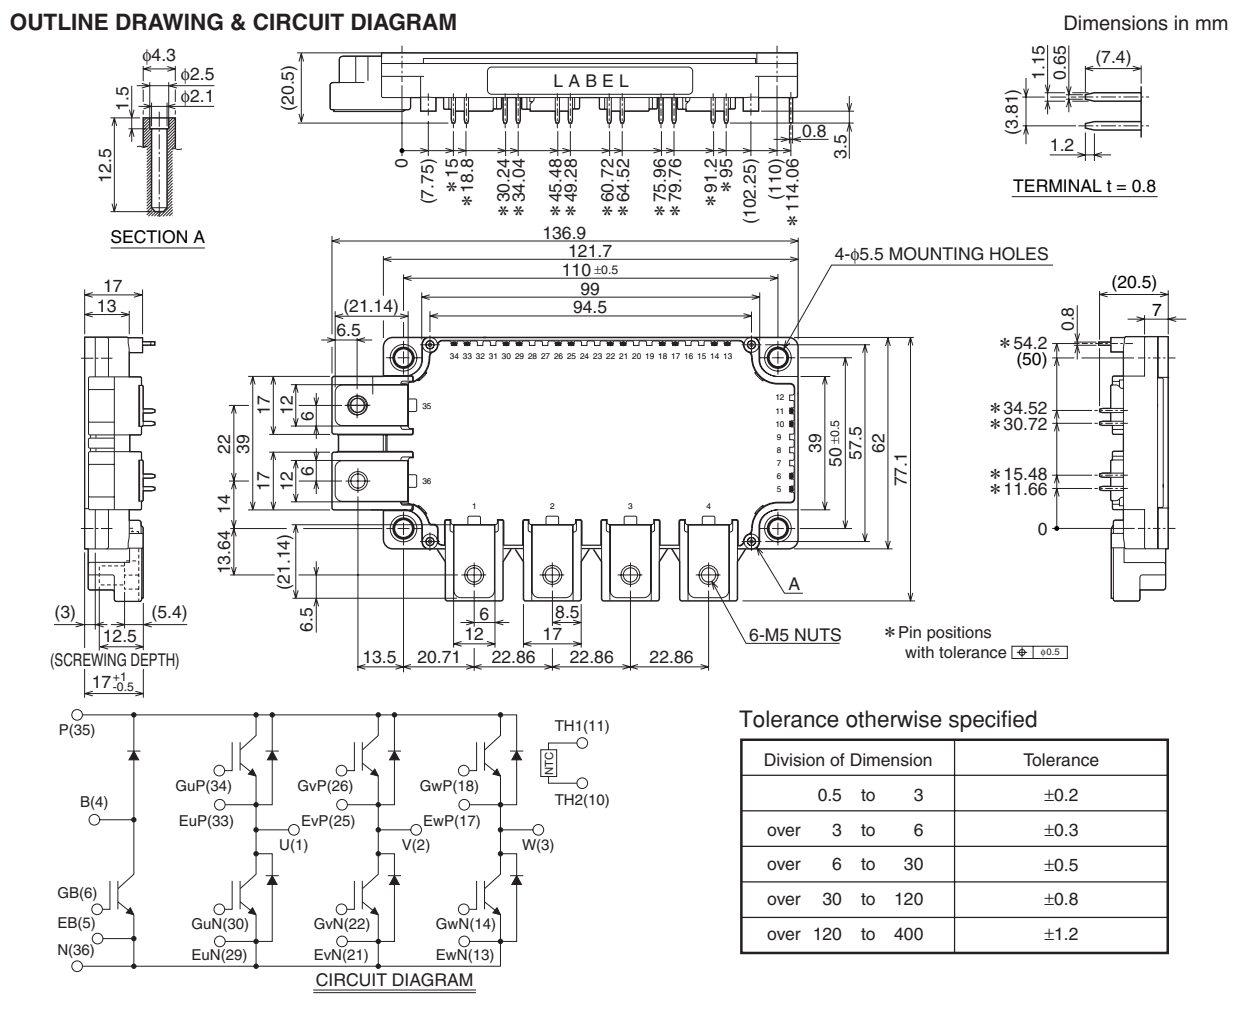 OUTLINE DRAWING & CIRCUIT DIAGRAM
Dimensions in mm
ϕ4.3
ϕ2.5
ϕ2.1
1.5
12.5
SECTION A
(20.5)
LABEL
0.8
3.5
0
(7.75)
*15
*18.8
*30.24
*34.04
*45.48
*49.28
*60.72
*64.52
*75.96
*79.76
*91.2
*95
(102.25)
(110)
*114.06
1.15
0.65
(7.4)
(3.81)
1.2
TERMINAL t = 0.8
136.9
121.7
110 ±0.5
99
94.5
4-ϕ5.5 MOUNTING HOLES
(21.14)
6.5
34 33 32 31 30 29 28 27 26 25 24 23 22 21 20 19 18 17 16 15 14 13
35
36
12
11
10
9
8
7
6
5
1
2
3
4
17
12
6
22
39
17
12
6
14
13.64
(21.14)
6.5
39
50 ±0.5
57.5
62
77.1
A
6
12
8.5
17
6-M5 NUTS
13.5
20.71
22.86
22.86
22.86
17
13
(3)
(5.4)
12.5
(SCREWING DEPTH)
17 +1 -0.5
(20.5)
7
0.8
*54.2
(50)
*34.52
*30.72
*15.48
*11.66
0
*Pin positions
with tolerance ⌖ ϕ0.5
P(35)
B(4)
GB(6)
EB(5)
N(36)
GuP(34)
EuP(33)
U(1)
GuN(30)
EuN(29)
GvP(26)
EvP(25)
V(2)
GvN(22)
EvN(21)
GwP(18)
EwP(17)
W(3)
GwN(14)
EwN(13)
TH1(11)
NTC
TH2(10)
CIRCUIT DIAGRAM
Tolerance otherwise specified
Division of Dimension Tolerance
0.5 to 3 ±0.2
over 3 to 6 ±0.3
over 6 to 30 ±0.5
over 30 to 120 ±0.8
over 120 to 400 ±1.2